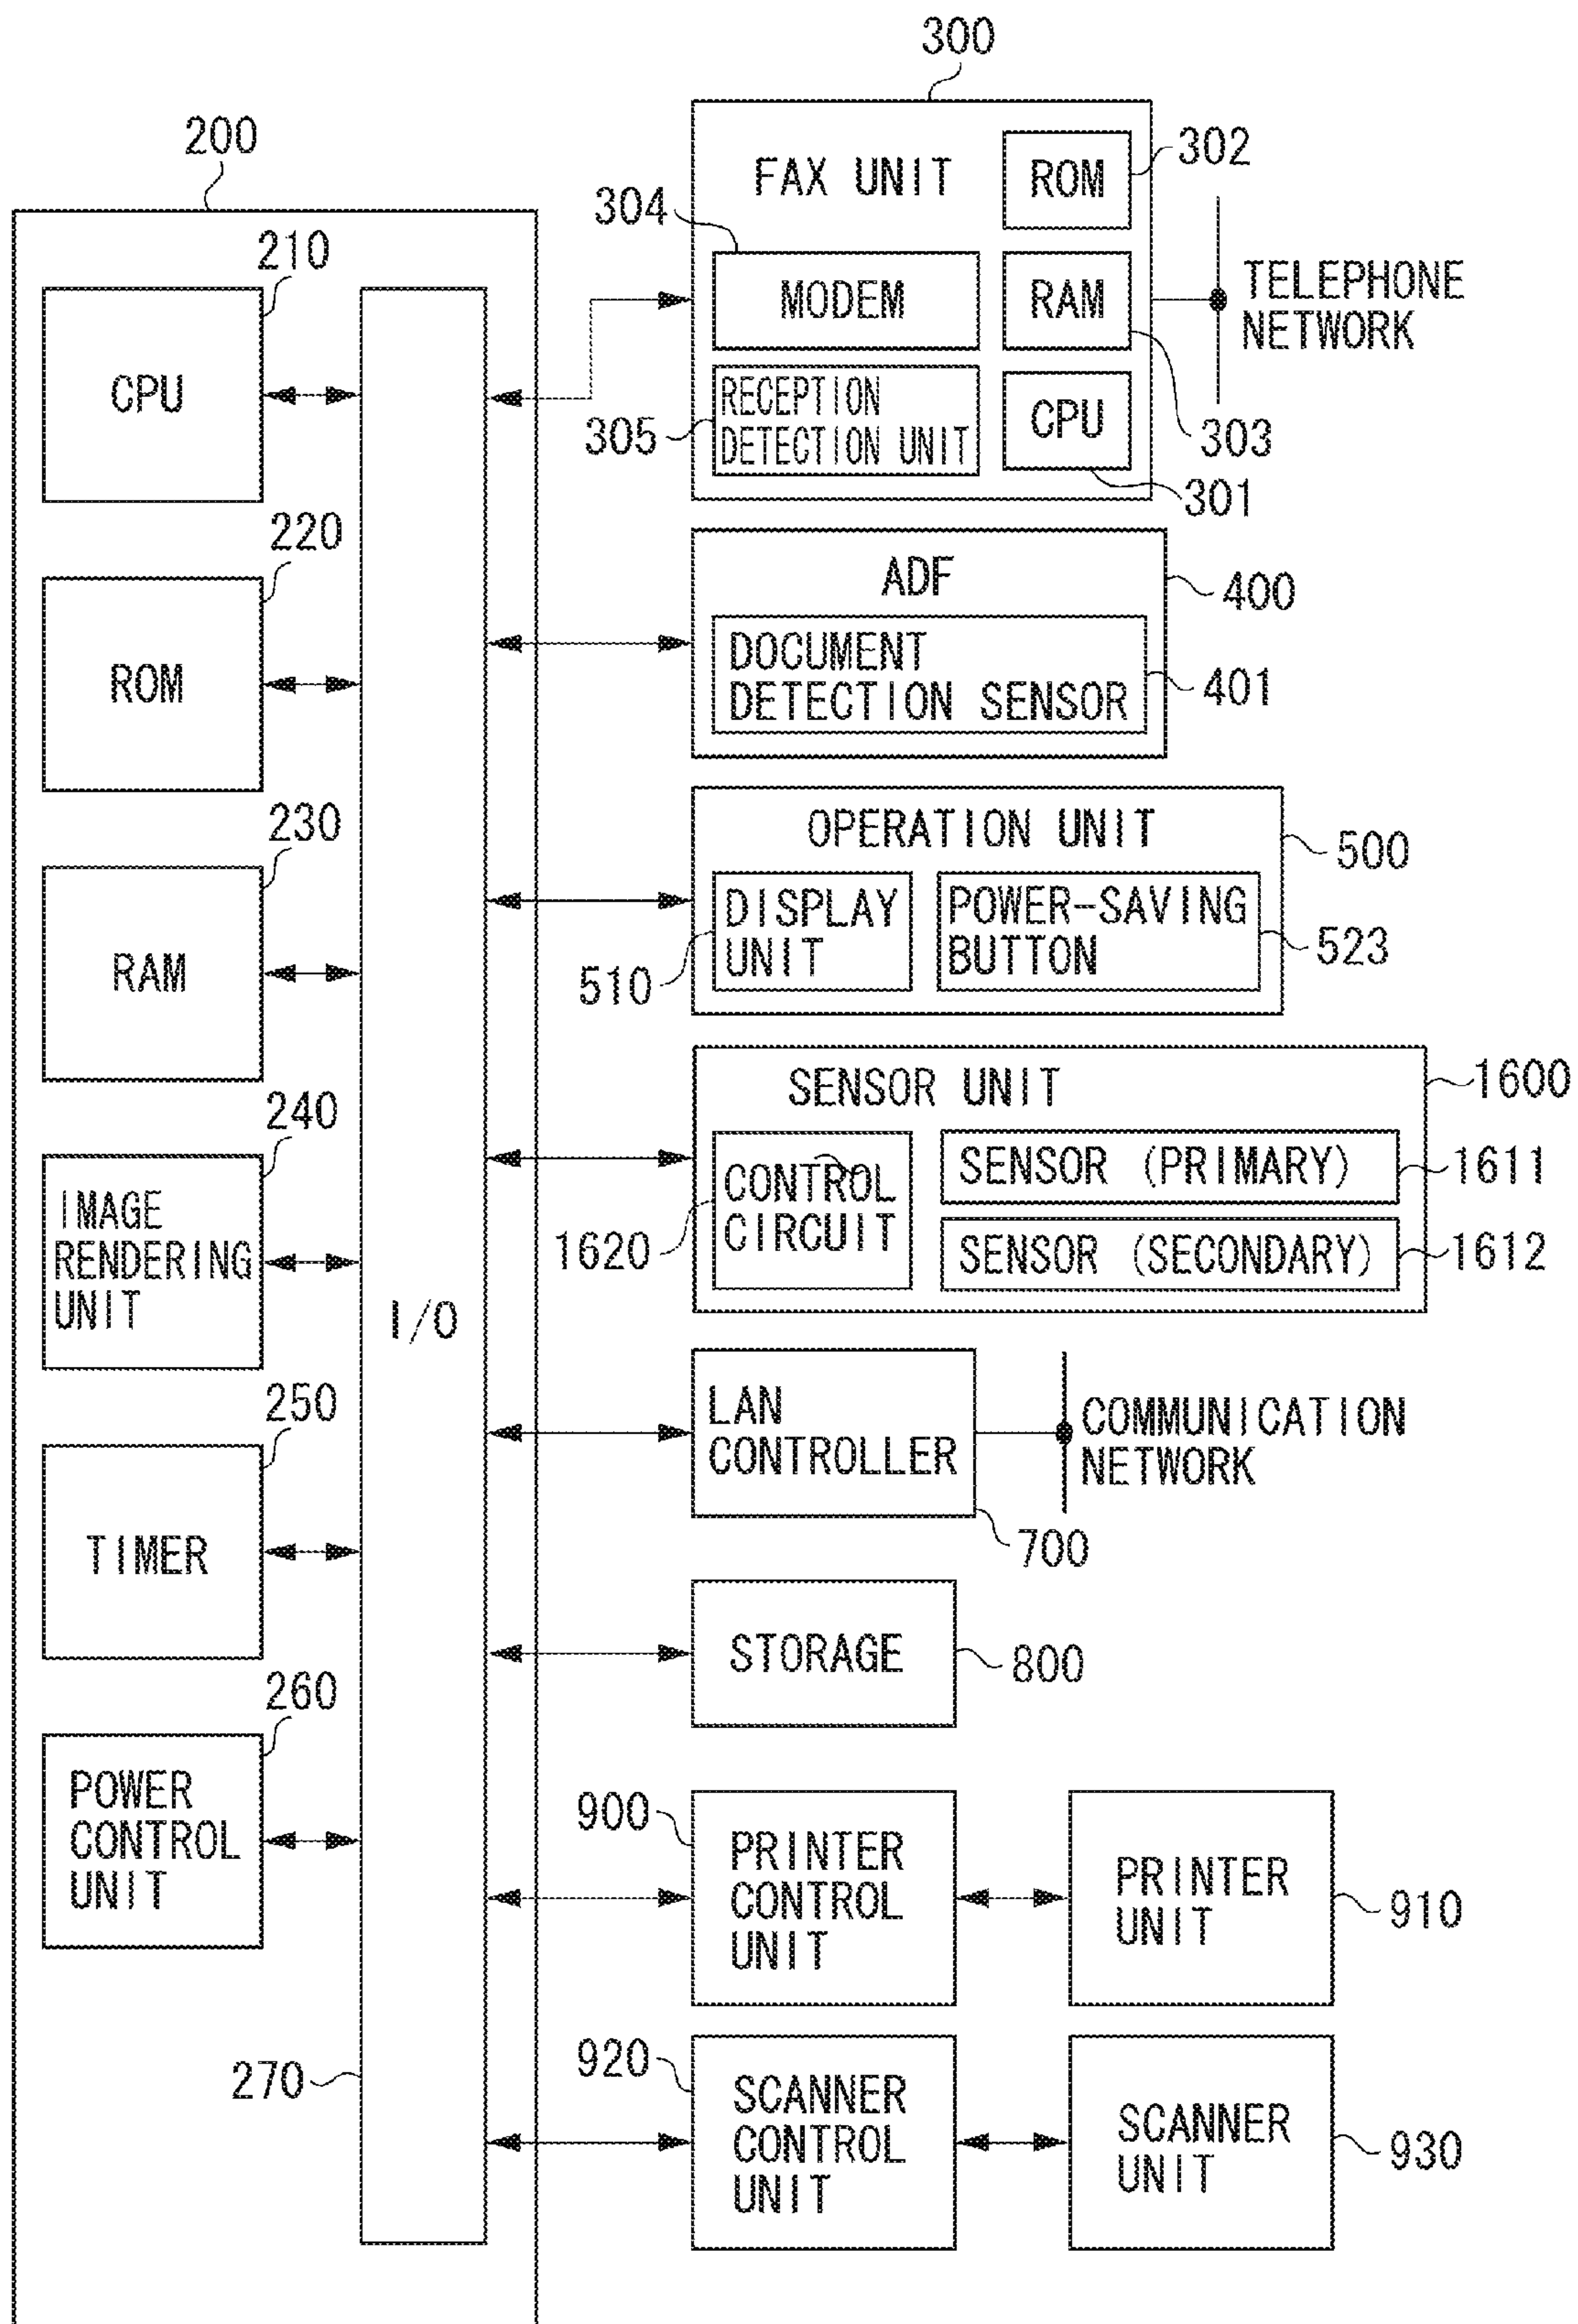 300
200
FAX UNIT
ROM
302
304
210
MODEM
RAM
TELEPHONE
NETWORK
CPU
RECEPTION
DETECTION UNIT
305
CPU
303
301
220
ADF
400
ROM
DOCUMENT
DETECTION SENSOR
401
230
OPERATION UNIT
500
DISPLAY
UNIT
POWER-SAVING
BUTTON
523
510
RAM
SENSOR UNIT
1600
240
CONTROL
CIRCUIT
SENSOR (PRIMARY)
1611
IMAGE
RENDERING
UNIT
1620
SENSOR (SECONDARY)
1612
I/O
250
LAN
CONTROLLER
COMMUNICATION
NETWORK
700
TIMER
STORAGE
800
260
POWER
CONTROL
UNIT
900
PRINTER
CONTROL
UNIT
PRINTER
UNIT
910
270
920
SCANNER
CONTROL
UNIT
SCANNER
UNIT
930